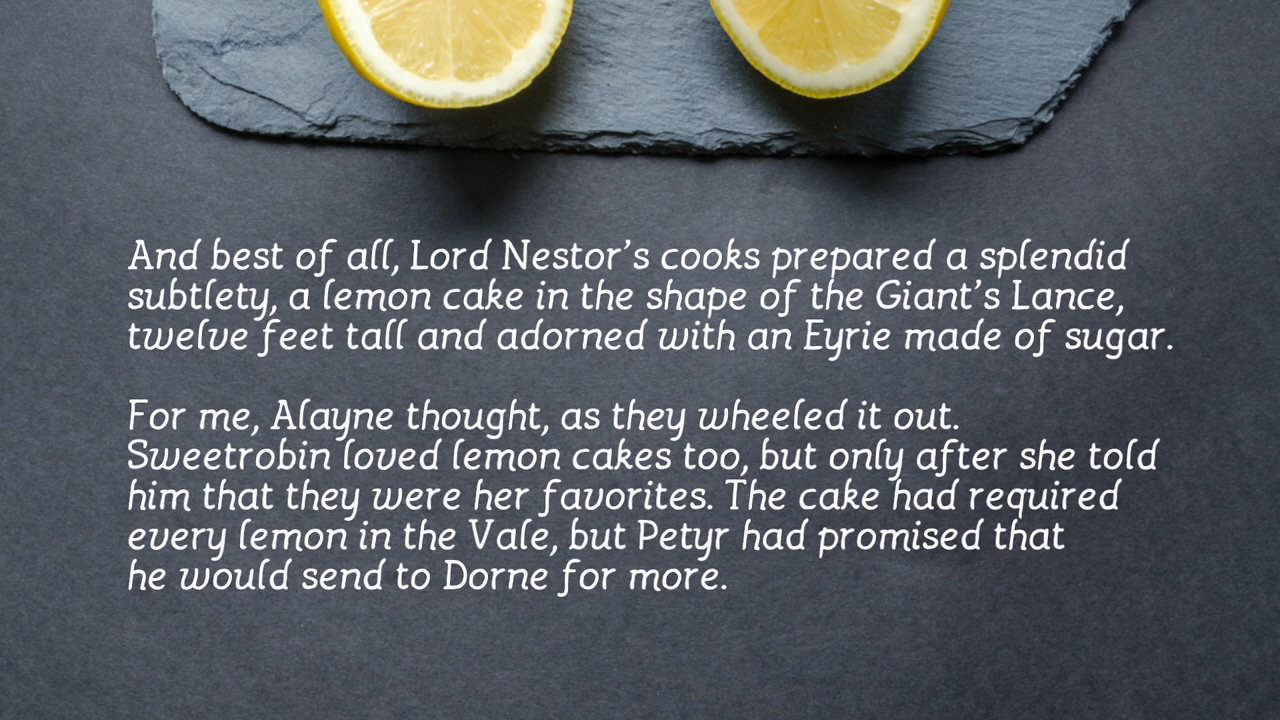 And best of all, Lord Nestor’s cooks prepared a splendid
subtlety, a lemon cake in the shape of the Giant’s Lance,
twelve feet tall and adorned with an Eyrie made of sugar.
For me, Alayne thought, as they wheeled it out.
Sweetrobin loved lemon cakes too, but only after she told
him that they were her favorites. The cake had required
every lemon in the Vale, but Petyr had promised that
he would send to Dorne for more.